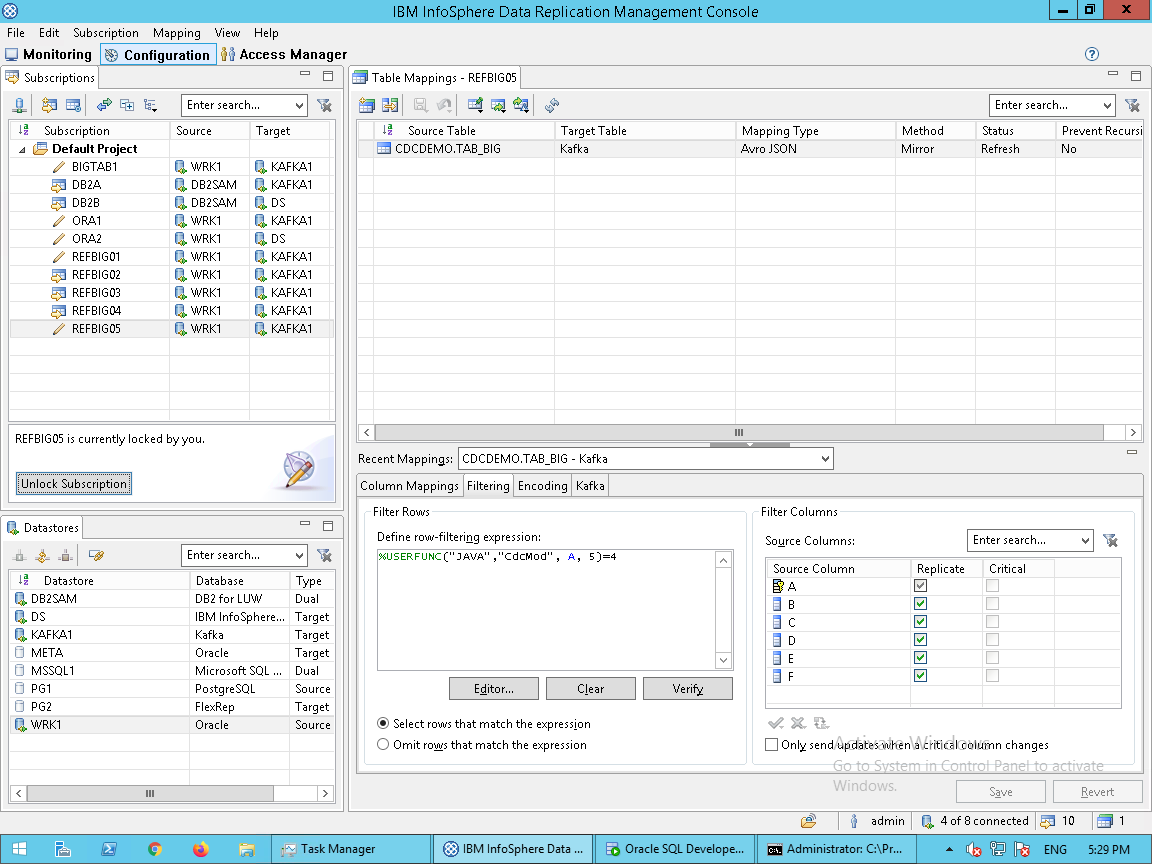 IBM InfoSphere Data Replication Management Console
File Edit Subscription Mapping View Help
Monitoring Configuration Access Manager
Subscriptions
Enter search...
Subscription Source Target
Default Project
BIGTAB1 WRK1 KAFKA1
DB2A DB2SAM KAFKA1
DB2B DB2SAM DS
ORA1 WRK1 KAFKA1
ORA2 WRK1 DS
REFBIG01 WRK1 KAFKA1
REFBIG02 WRK1 KAFKA1
REFBIG03 WRK1 KAFKA1
REFBIG04 WRK1 KAFKA1
REFBIG05 WRK1 KAFKA1
REFBIG05 is currently locked by you.
Unlock Subscription
Datastores
Enter search...
Datastore Database Type
DB2SAM DB2 for LUW Dual
DS IBM InfoSphere... Target
KAFKA1 Kafka Target
META Oracle Target
MSSQL1 Microsoft SQL ... Dual
PG1 PostgreSQL Source
PG2 FlexRep Target
WRK1 Oracle Source
Table Mappings - REFBIG05
Enter search...
Source Table Target Table Mapping Type Method Status Prevent Recursi
CDCDEMO.TAB_BIG Kafka Avro JSON Mirror Refresh No
Recent Mappings: CDCDEMO.TAB_BIG - Kafka
Column Mappings Filtering Encoding Kafka
Filter Rows
Define row-filtering expression:
%USERFUNC("JAVA","CdcMod", A, 5)=4
Editor... Clear Verify
Select rows that match the expression
Omit rows that match the expression
Filter Columns
Source Columns: Enter search...
Source Column Replicate Critical
A
B
C
D
E
F
Only send updates when a critical column changes
Activate Windows
Go to System in Control Panel to activate
Windows.
Save Revert
admin 4 of 8 connected 10 1
Task Manager IBM InfoSphere Data ... Oracle SQL Develope... Administrator: C:\Pr... ENG 5:29 PM